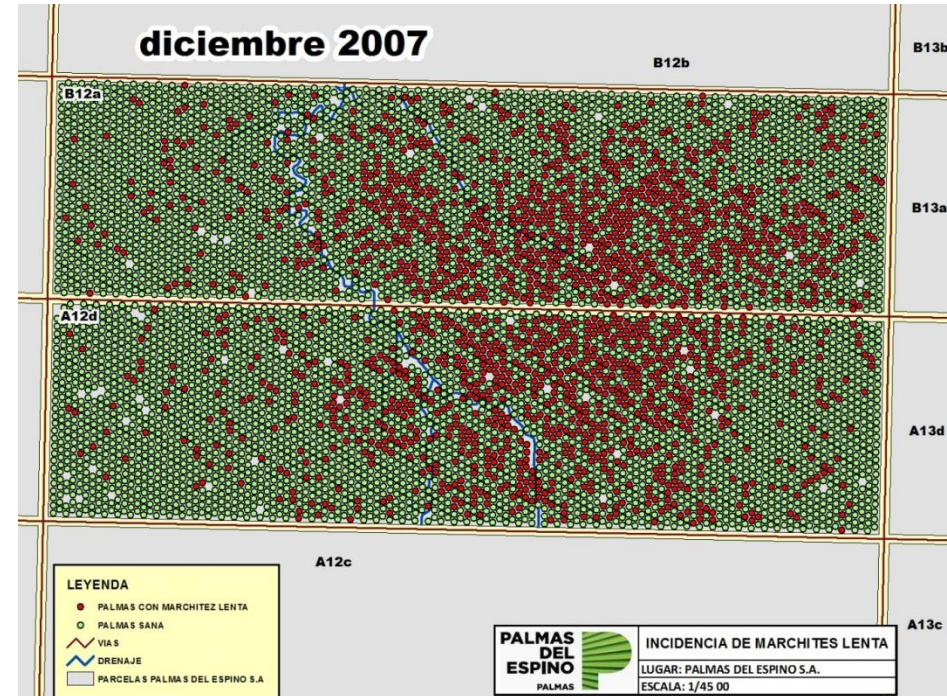 diciembre 2007
B12b
B13b
B12a
B13a
A12d
A13d
A12c
A13c
LEYENDA
PALMAS CON MARCHITEZ LENTA
PALMAS SANA
VIAS
DRENAJE
PARCELAS PALMAS DEL ESPINO S.A
PALMAS
DEL
ESPINO
PALMAS
INCIDENCIA DE MARCHITES LENTA
LUGAR: PALMAS DEL ESPINO S.A.
ESCALA: 1/45 00